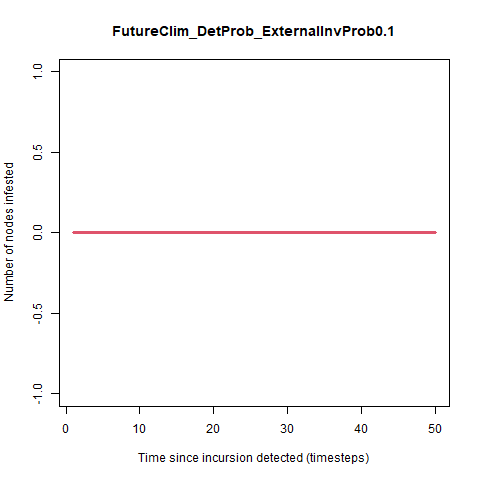 FutureClim_DetProb_ExternalInvProb0.1
Number of nodes infested
1.0
0.5
0.0
-0.5
-1.0
0 10 20 30 40 50
Time since incursion detected (timesteps)